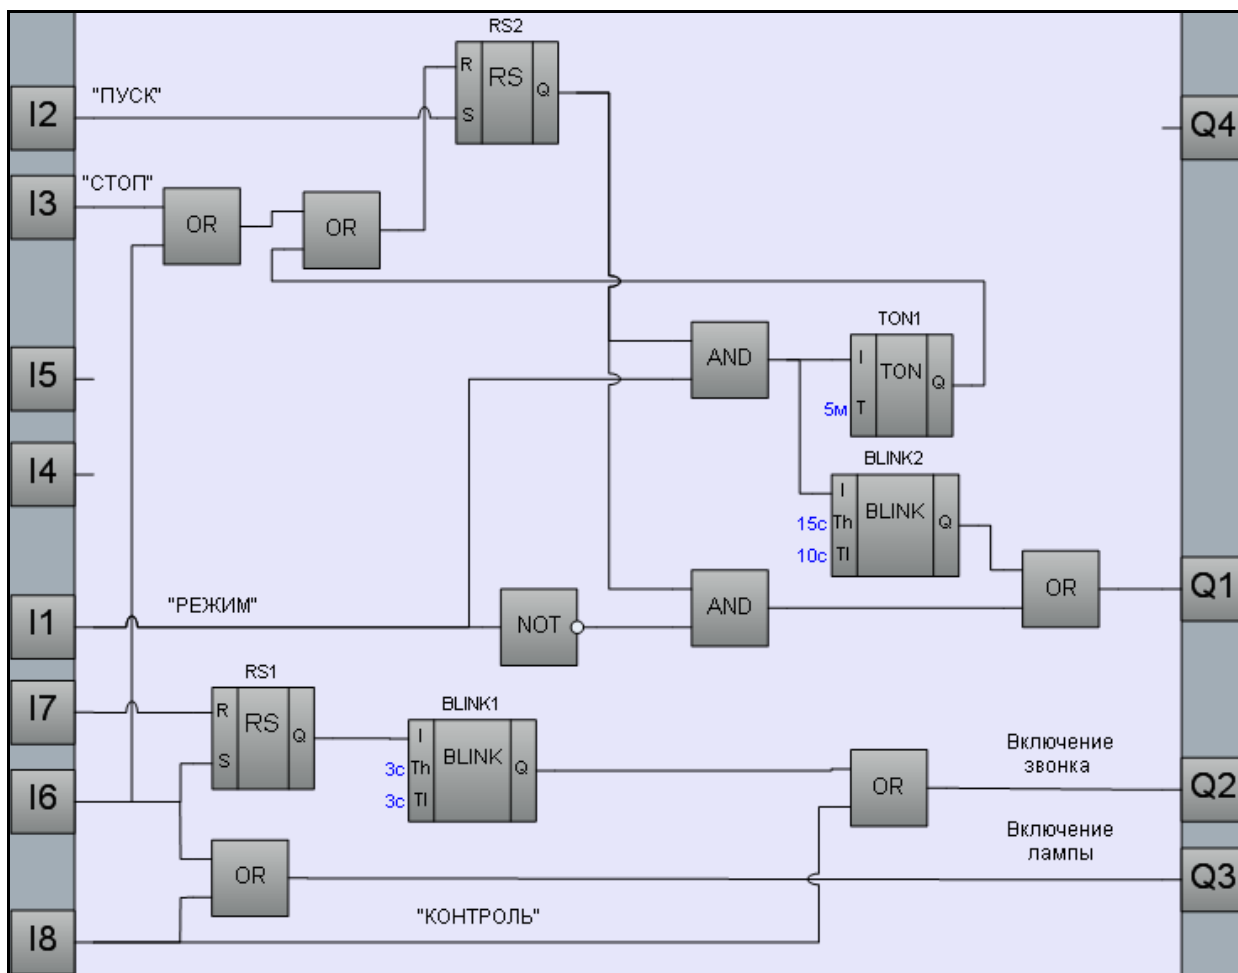 RS2
R
RS
Q
S
I2
"ПУСК"
Q4
I3
"СТОП"
OR
OR
TON1
AND
I
TON
Q
5м
T
I5
I4
BLINK2
I
BLINK
Q
15с
Th
10с
Tl
I1
"РЕЖИМ"
NOT
AND
OR
Q1
RS1
R
RS
Q
S
I7
I6
BLINK1
I
BLINK
Q
3с
Th
3с
Tl
OR
Включение
звонка
Q2
Включение
лампы
Q3
OR
"КОНТРОЛЬ"
I8